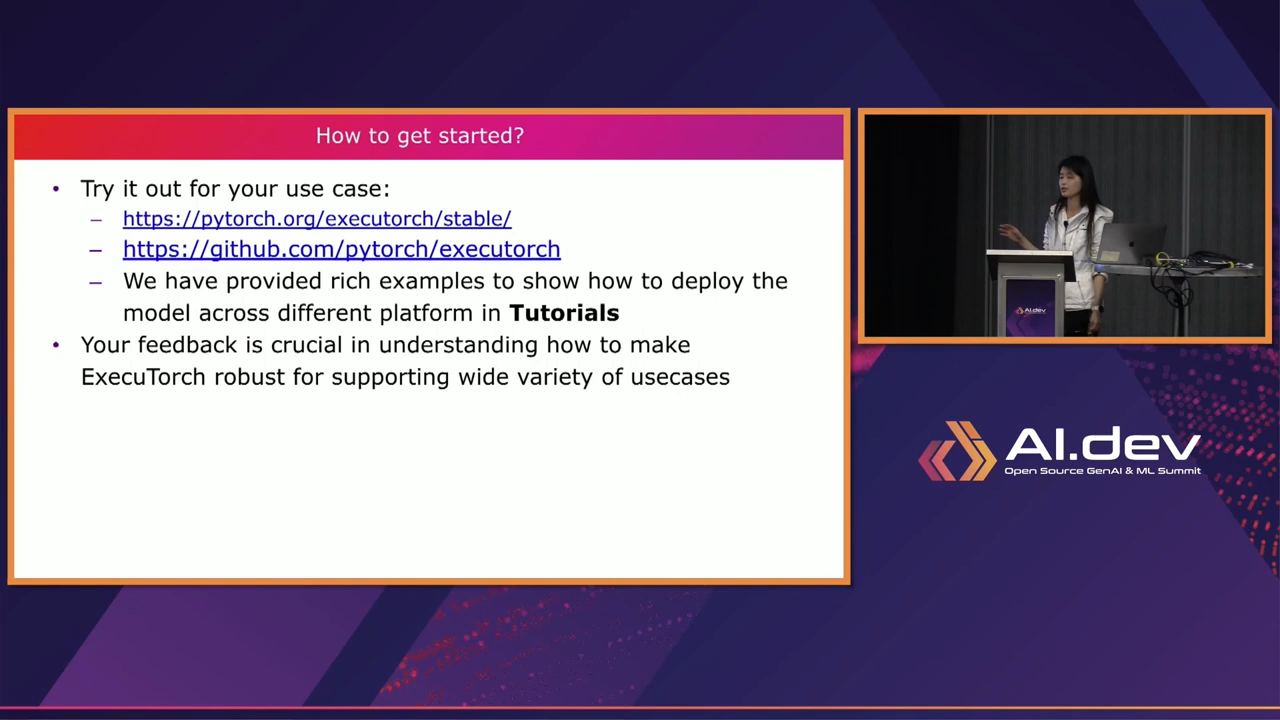 How to get started?
• Try it out for your use case:
– https://pytorch.org/executorch/stable/
– https://github.com/pytorch/executorch
– We have provided rich examples to show how to deploy the
model across different platform in Tutorials
• Your feedback is crucial in understanding how to make
ExecuTorch robust for supporting wide variety of usecases
AI.dev
AI.dev
Open Source GenAI & ML Summit